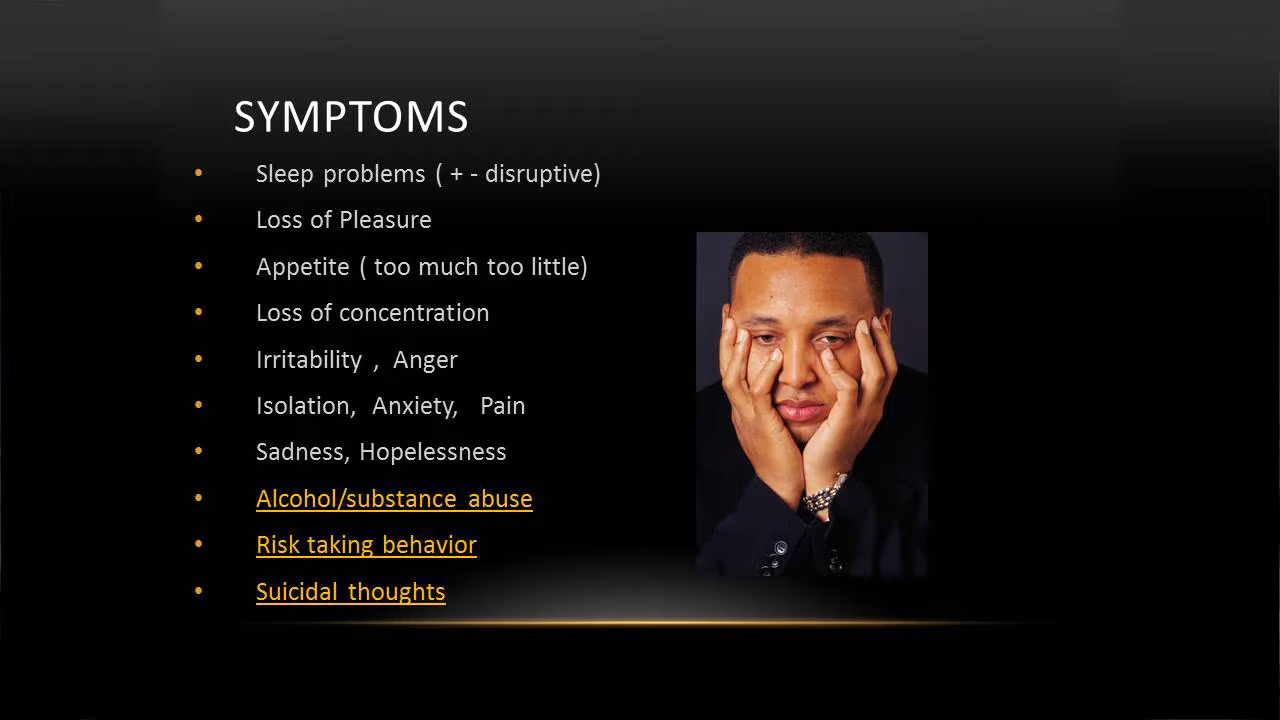 SYMPTOMS
• Sleep problems ( + - disruptive)
• Loss of Pleasure
• Appetite ( too much too little)
• Loss of concentration
• Irritability , Anger
• Isolation, Anxiety, Pain
• Sadness, Hopelessness
• Alcohol/substance abuse
• Risk taking behavior
• Suicidal thoughts